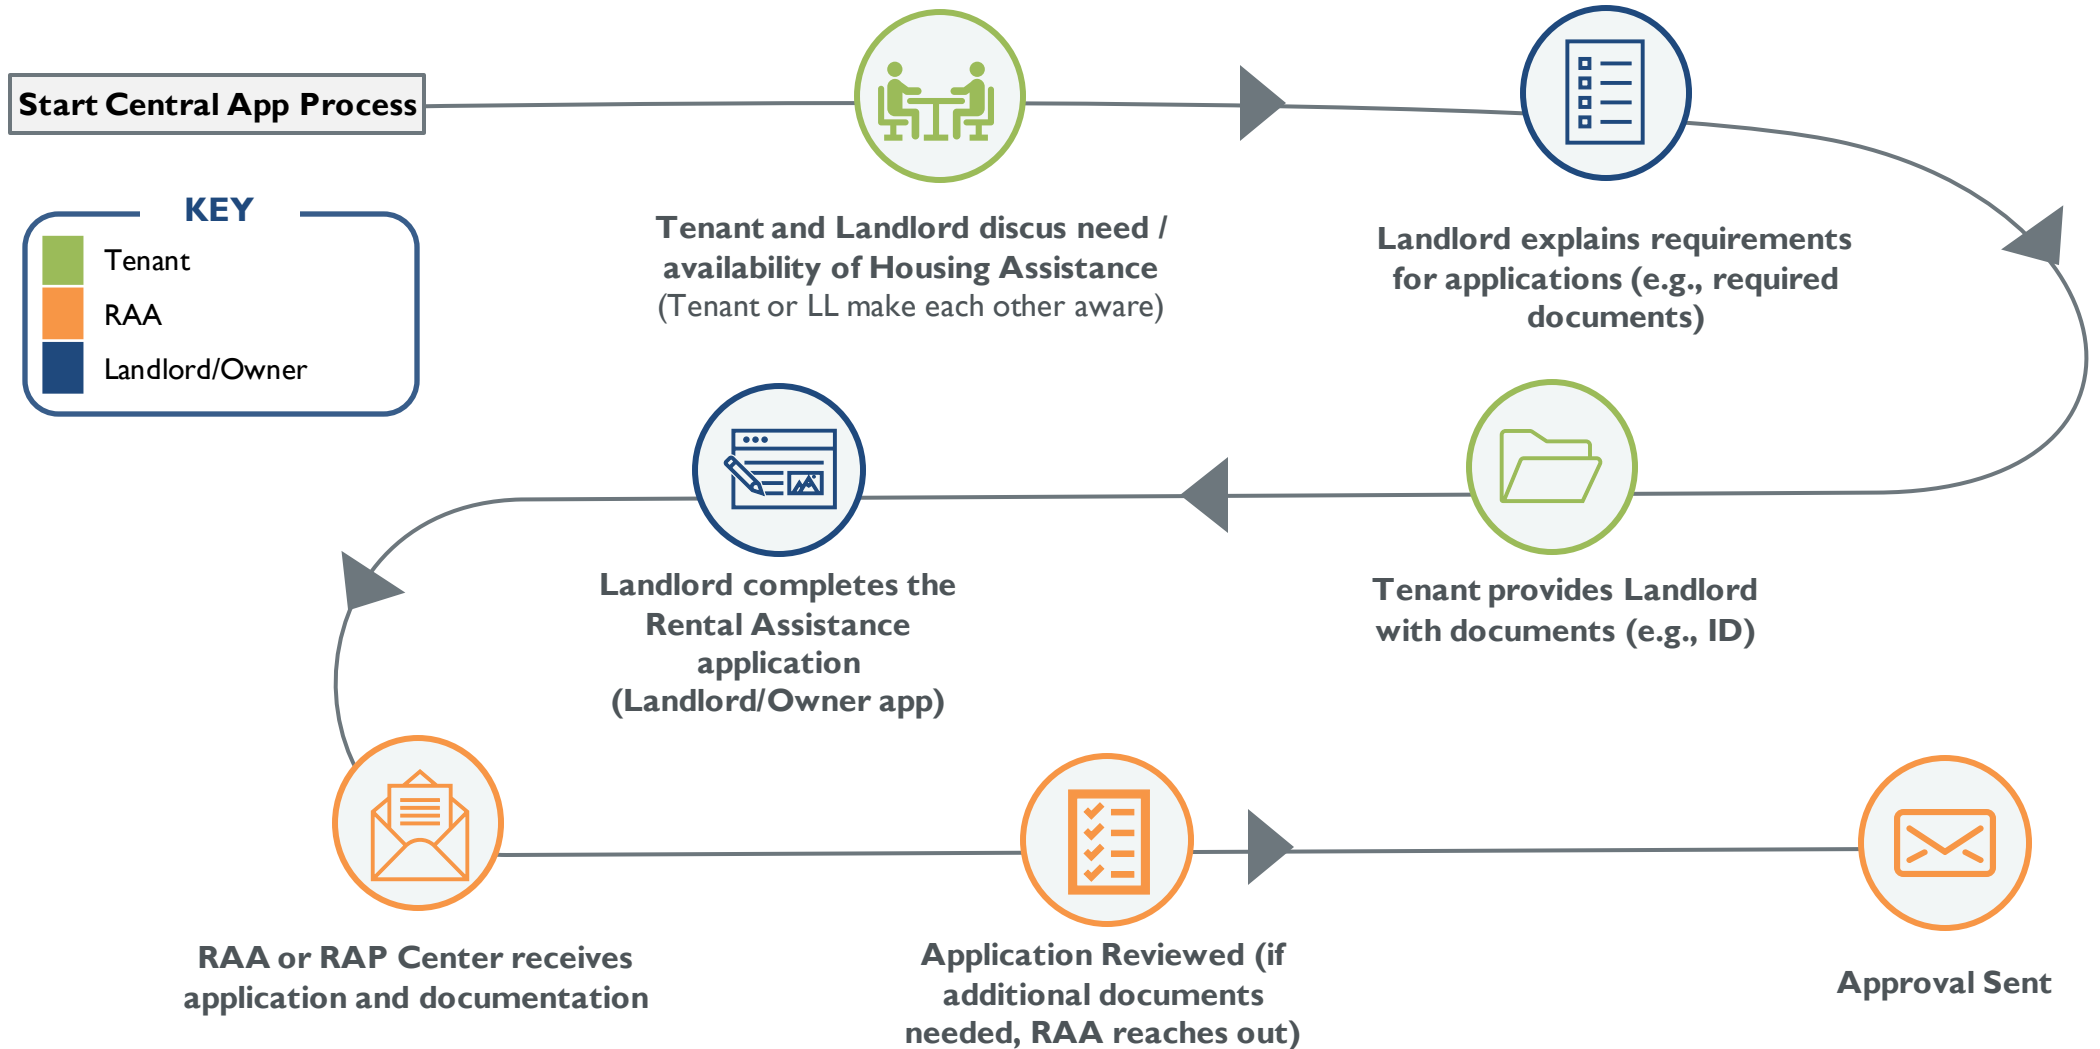 Start Central App Process
KEY
Tenant
RAA
Landlord/Owner
Tenant and Landlord discus need /
availability of Housing Assistance
(Tenant or LL make each other aware)
Landlord explains requirements
for applications (e.g., required
documents)
Tenant provides Landlord
with documents (e.g., ID)
Landlord completes the
Rental Assistance
application
(Landlord/Owner app)
RAA or RAP Center receives
application and documentation
Application Reviewed (if
additional documents
needed, RAA reaches out)
Approval Sent